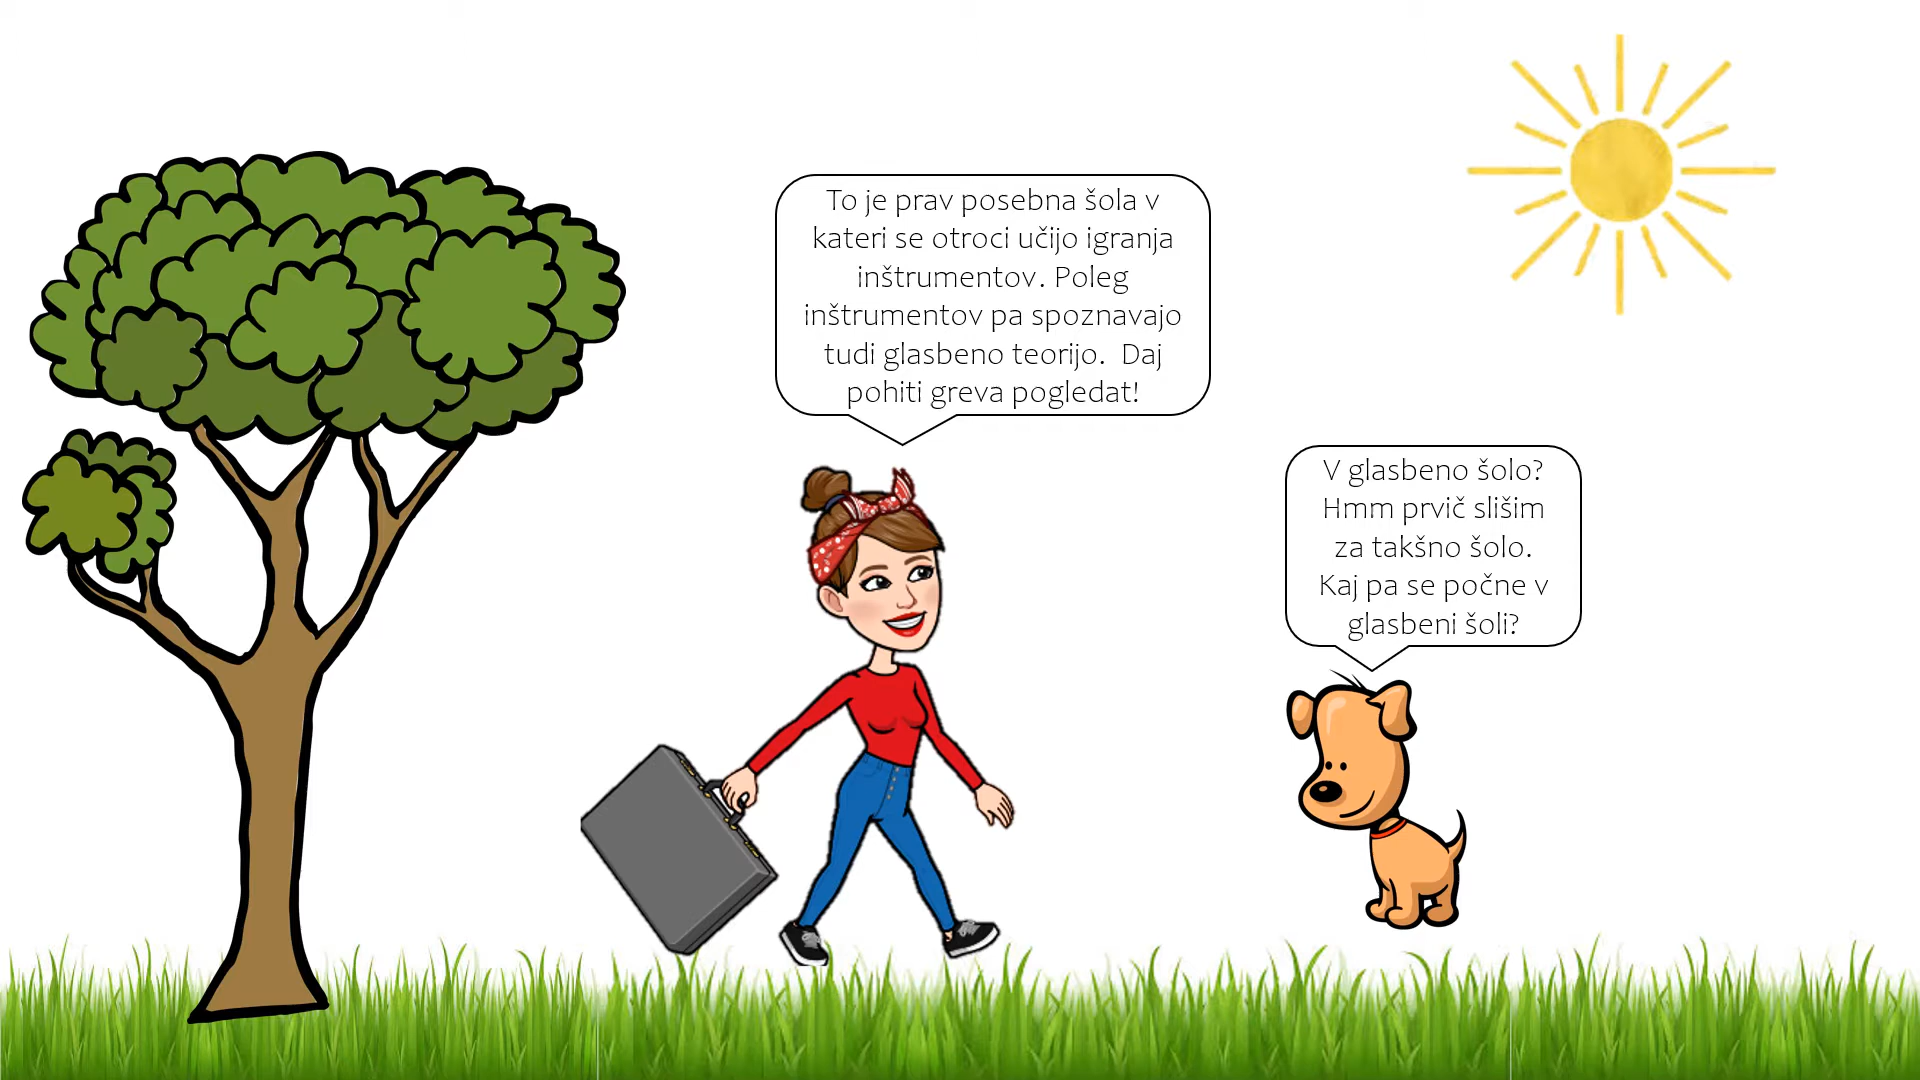 To je prav posebna šola v
kateri se otroci učijo igranja
inštrumentov. Poleg
inštrumentov pa spoznavajo
tudi glasbeno teorijo.  Daj
pohiti greva pogledat!
V glasbeno šolo?
Hmm prvič slišim
za takšno šolo.
Kaj pa se počne v
glasbeni šoli?